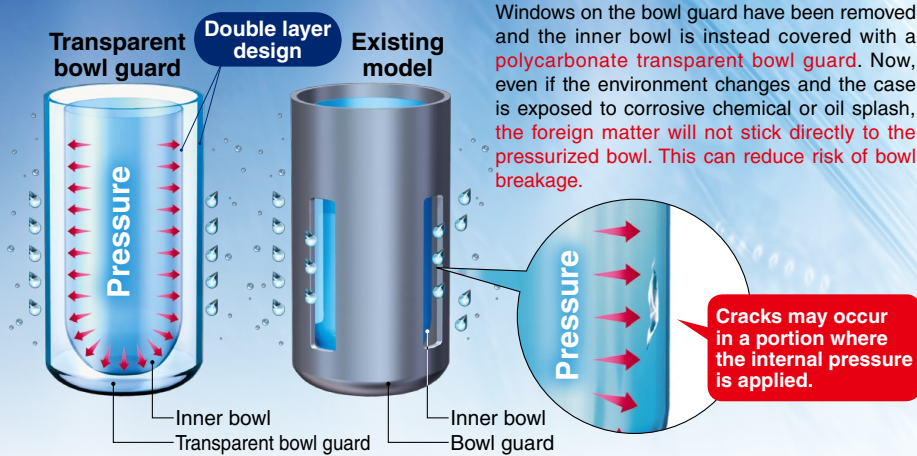 Transparent
bowl guard
Double layer
design
Existing
model
Windows on the bowl guard have been removed
and the inner bowl is instead covered with a
polycarbonate transparent bowl guard. Now,
even if the environment changes and the case
is exposed to corrosive chemical or oil splash,
the foreign matter will not stick directly to the
pressurized bowl. This can reduce risk of bowl
breakage.
Pressure
Pressure
Cracks may occur
in a portion where
the internal pressure
is applied.
Inner bowl
Transparent bowl guard
Inner bowl
Bowl guard